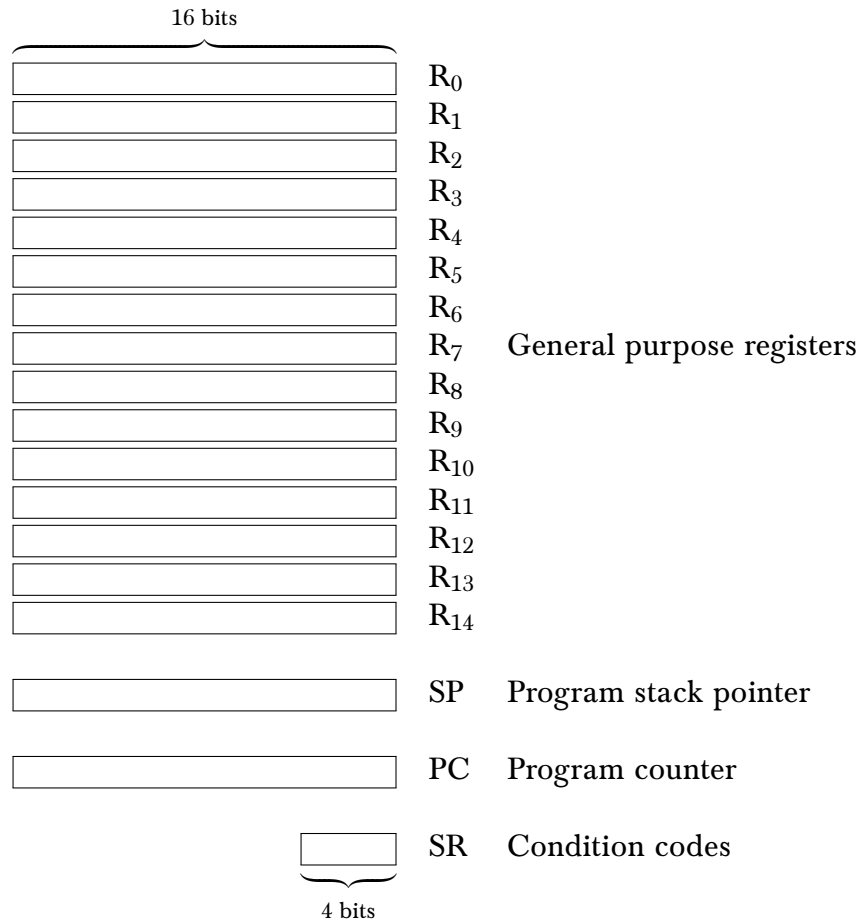 16 bits
R₀
R₁
R₂
R₃
R₄
R₅
R₆
R₇ General purpose registers
R₈
R₉
R₁₀
R₁₁
R₁₂
R₁₃
R₁₄
SP Program stack pointer
PC Program counter
SR Condition codes
4 bits